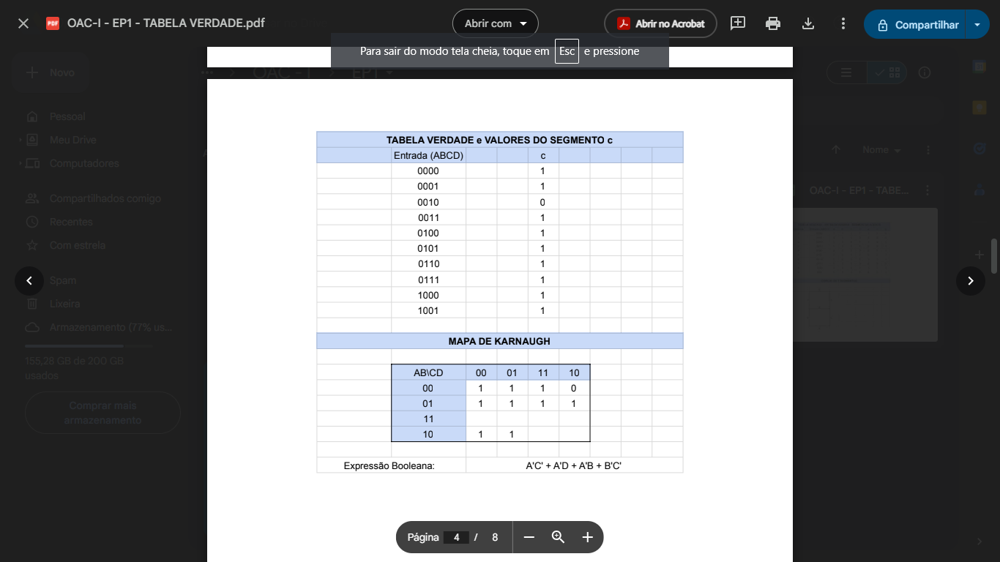 OAC-I - EP1 - TABELA VERDADE.pdf
Abrir com
Abrir no Acrobat
Compartilhar
Para sair do modo tela cheia, toque em Esc e pressione
Novo
OAC - I > EP1
Pessoal
Meu Drive
Computadores
Nome
Compartilhados comigo
OAC-I - EP1 - TABE...
Recentes
Com estrela
Spam
Lixeira
Armazenamento (77% us...
155,28 GB de 200 GB
usados
Comprar mais
armazenamento
TABELA VERDADE e VALORES DO SEGMENTO c
Entrada (ABCD) c
0000 1
0001 1
0010 0
0011 1
0100 1
0101 1
0110 1
0111 1
1000 1
1001 1
MAPA DE KARNAUGH
AB\CD 00 01 11 10
00 1 1 1 0
01 1 1 1 1
11
10 1 1
Expressão Booleana: A'C' + A'D + A'B + B'C'
Página 4 / 8